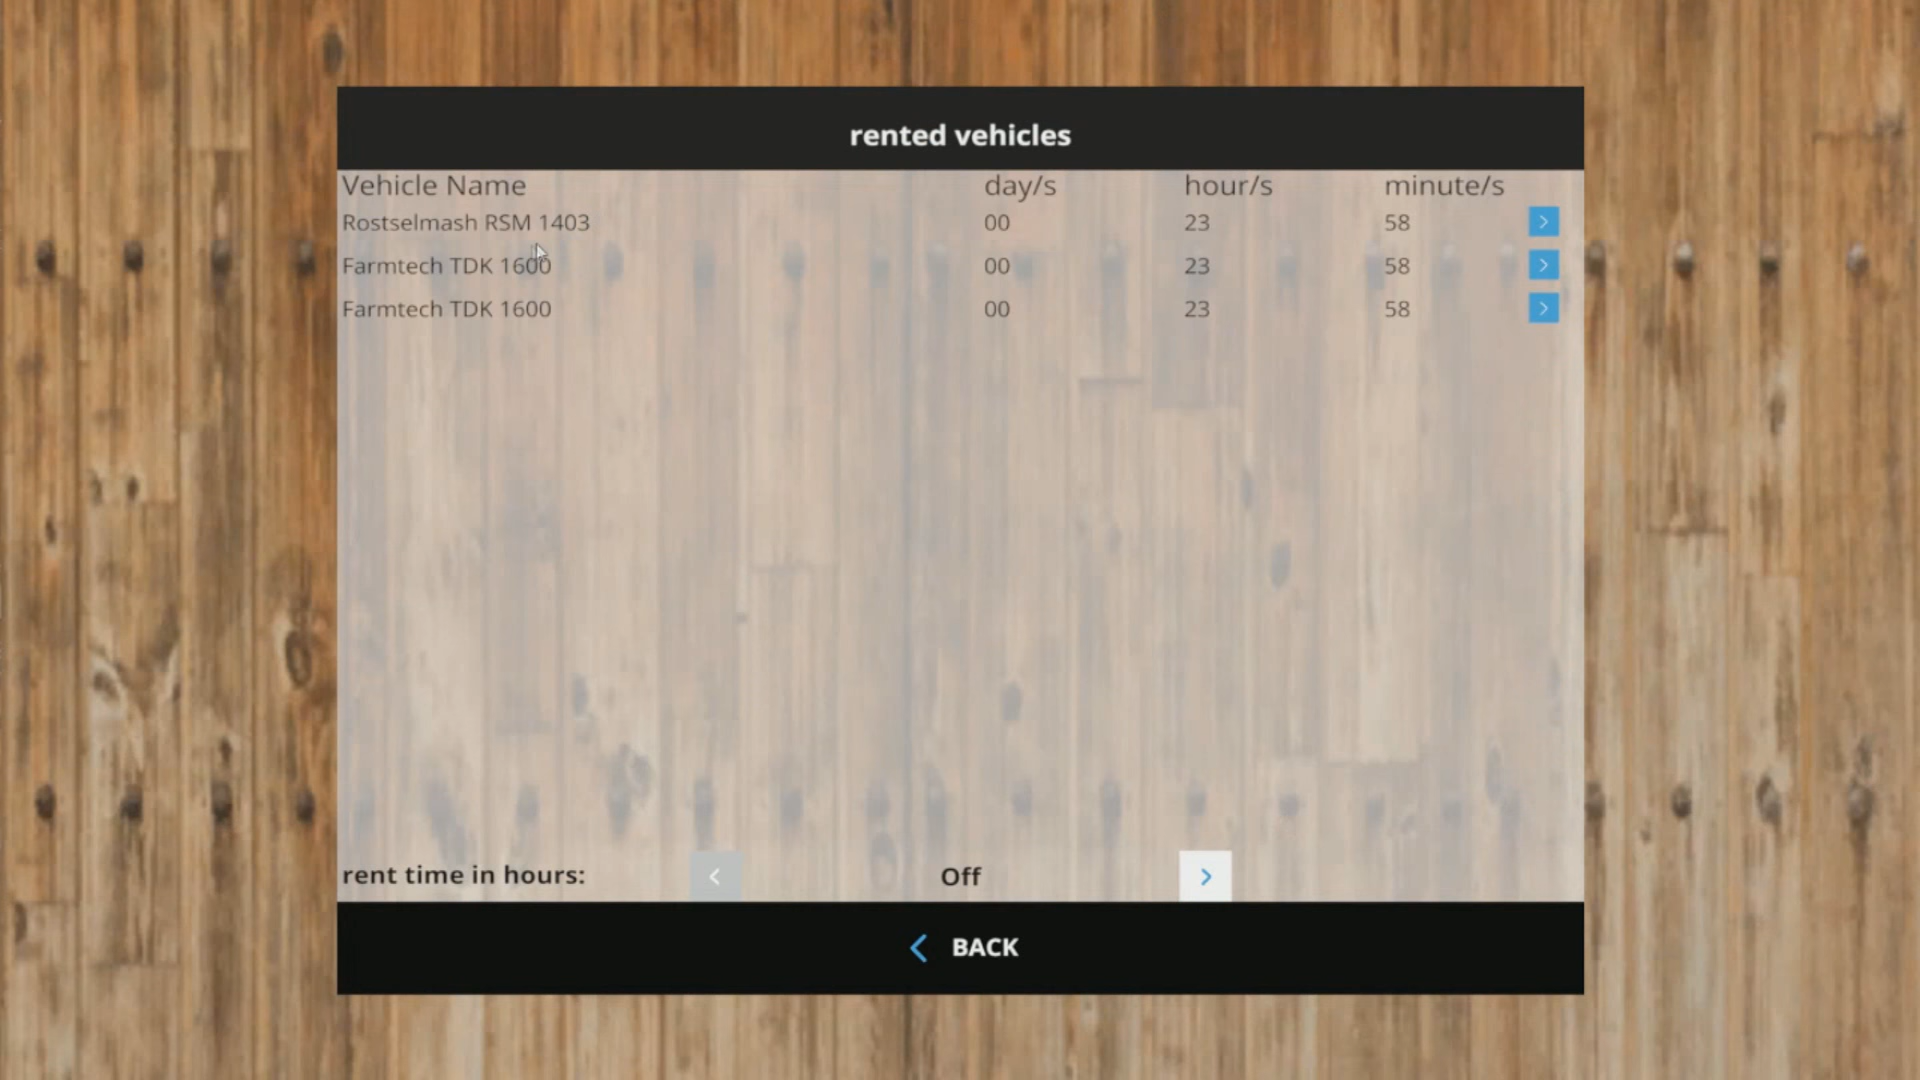 rented vehicles
Vehicle Name day/s hour/s minute/s
Rostselmash RSM 1403 00 23 58
Farmtech TDK 1600 00 23 58
Farmtech TDK 1600 00 23 58
rent time in hours: Off
BACK